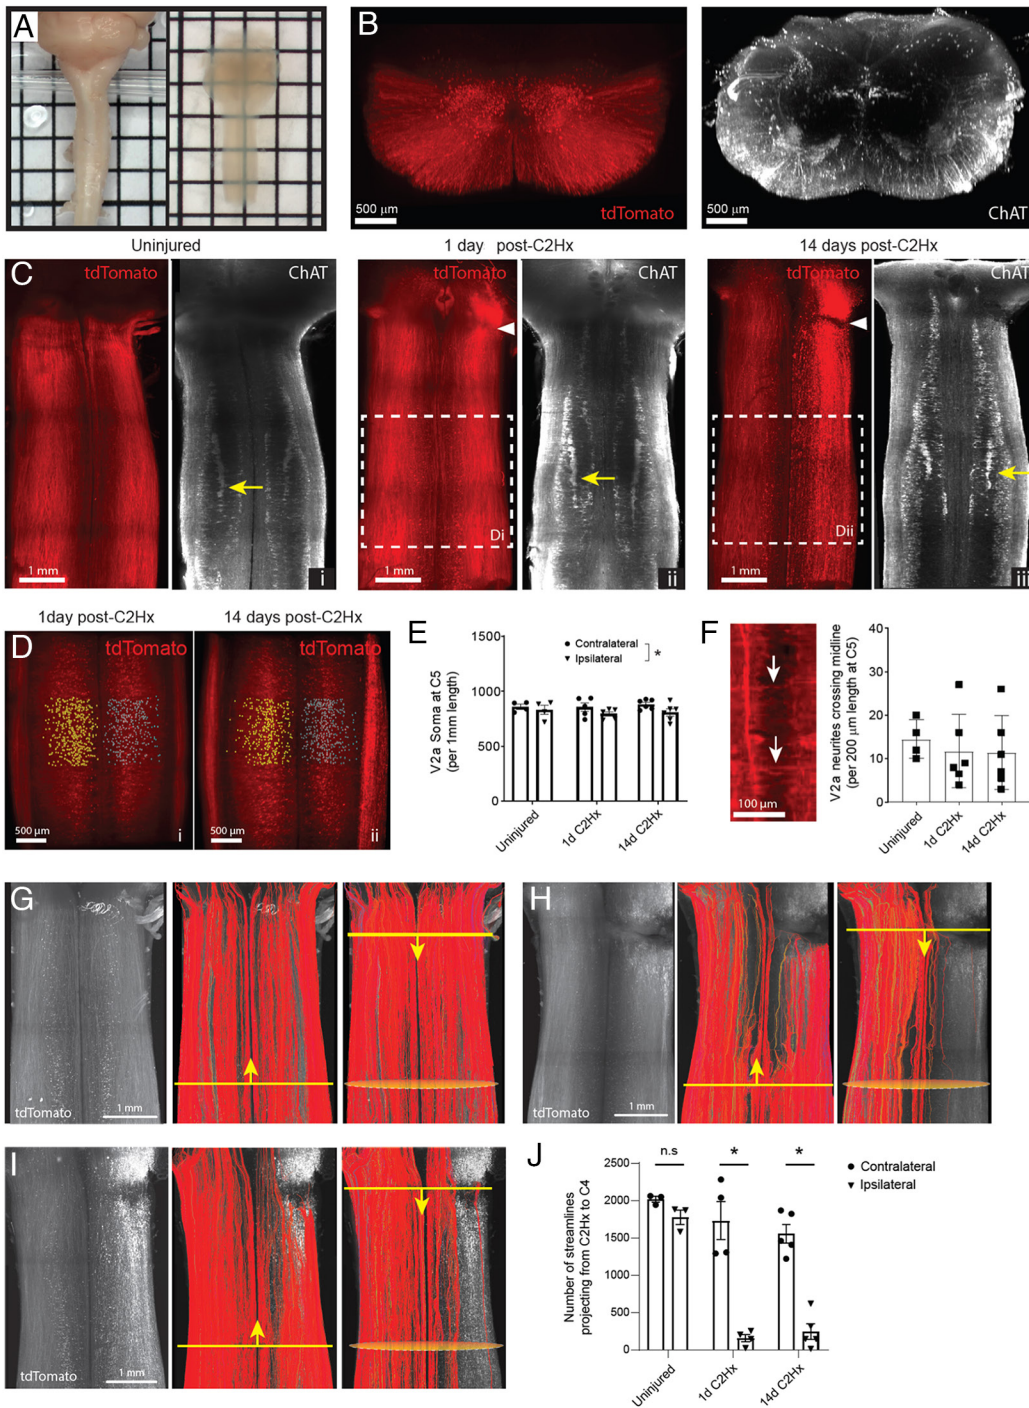 A
B
500 µm
tdTomato
500 µm
ChAT
Uninjured
1 day post-C2Hx
14 days post-C2Hx
C
tdTomato
ChAT
tdTomato
ChAT
tdTomato
ChAT
Di
Dii
1 mm
i
1 mm
ii
1 mm
iii
1day post-C2Hx
14 days post-C2Hx
D
tdTomato
tdTomato
500 µm
i
500 µm
ii
E
V2a Soma at C5
(per 1mm length)
1500
1000
500
0
Contralateral
Ipsilateral
*
Uninjured
1d C2Hx
14d C2Hx
F
100 µm
V2a neurites crossing midline
(per 200 µm length at C5)
40
30
20
10
0
Uninjured
1d C2Hx
14d C2Hx
G
tdTomato
1 mm
H
tdTomato
1 mm
I
tdTomato
1 mm
J
Number of streamlines
projecting from C2Hx to C4
2500
2000
1500
1000
500
0
n.s
*
*
Contralateral
Ipsilateral
Uninjured
1d C2Hx
14d C2Hx